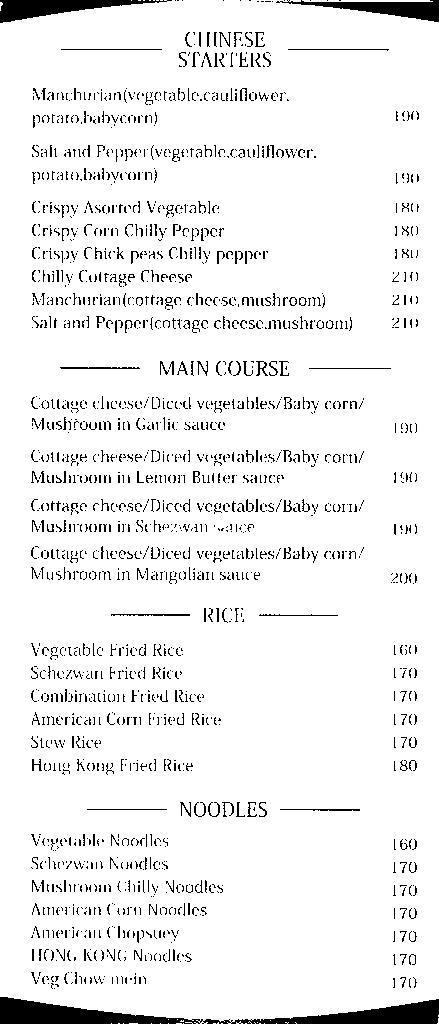 CHINESE
STARTERS
Manchurian(vegetable,cauliflower,
potato,babycorn) 190
Salt and Pepper(vegetable,cauliflower,
potato,babycorn) 190
Crispy Asorted Vegetable 180
Crispy Corn Chilly Pepper 180
Crispy Chick peas Chilly pepper 180
Chilly Cottage Cheese 210
Manchurian(cottage cheese,mushroom) 210
Salt and Pepper(cottage cheese,mushroom) 210
MAIN COURSE
Cottage cheese/Diced vegetables/Baby corn/
Mushroom in Garlic sauce 190
Cottage cheese/Diced vegetables/Baby corn/
Mushroom in Lemon Butter sauce 190
Cottage cheese/Diced vegetables/Baby corn/
Mushroom in Schezwan sauce 190
Cottage cheese/Diced vegetables/Baby corn/
Mushroom in Mangolian sauce 200
RICE
Vegetable Fried Rice 160
Schezwan Fried Rice 170
Combination Fried Rice 170
American Corn Fried Rice 170
Stew Rice 170
Hong Kong Fried Rice 180
NOODLES
Vegetable Noodles 160
Schezwan Noodles 170
Mushroom Chilly Noodles 170
American Corn Noodles 170
American Chopsuey 170
HONG KONG Noodles 170
Veg Chow mein 170